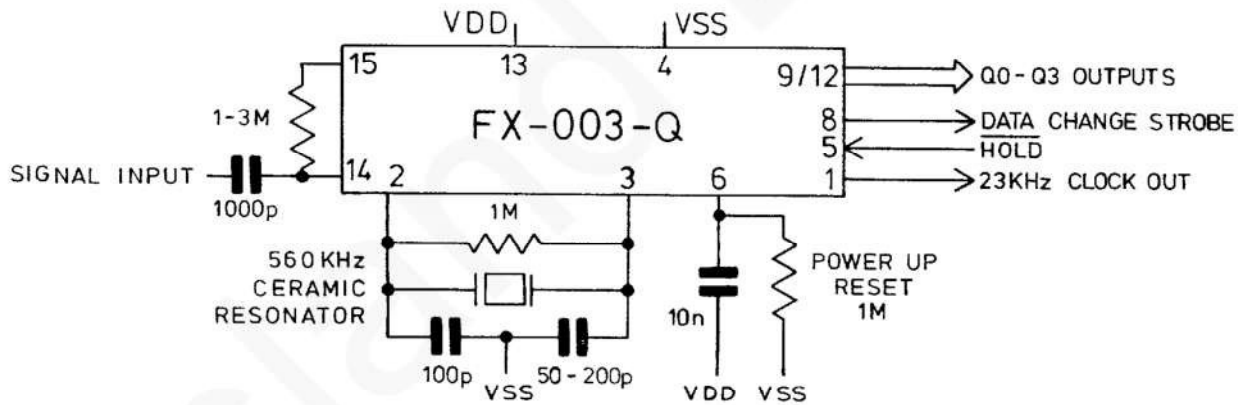 VDD
VSS
15
13
4
9/12
Q0-Q3 OUTPUTS
1-3M
FX-003-Q
8
DATA CHANGE STROBE
5
HOLD
SIGNAL INPUT
14
2
3
6
1
23KHz CLOCK OUT
1000p
1M
560KHz
CERAMIC
RESONATOR
POWER UP
RESET
1M
10n
100p
VSS
50-200p
VDD
VSS